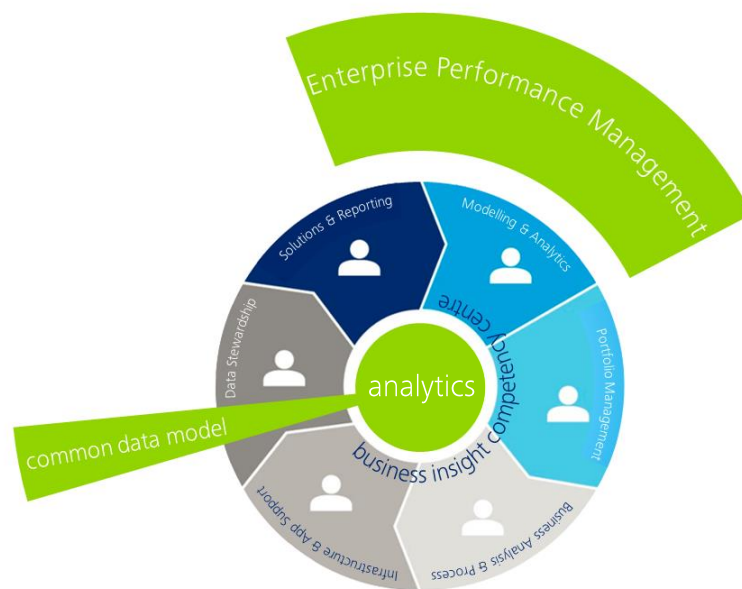 Enterprise Performance Management
Solutions & Reporting
Modelling & Analytics
Portfolio Management
Business Analysis & Process
Infrastructure & App Support
Data Stewardship
business insight competency centre
analytics
common data model